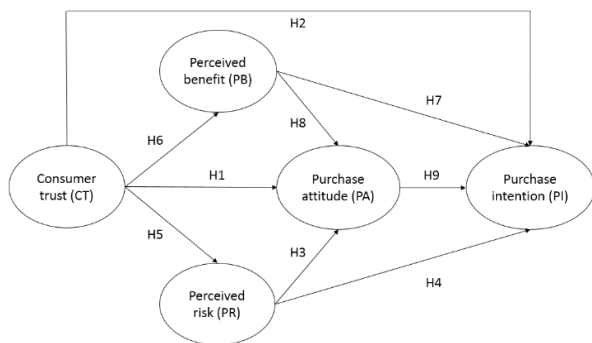 H2
Perceived
benefit (PB)
H7
H8
H6
Consumer
trust (CT)
H1
Purchase
attitude (PA)
H9
Purchase
intention (PI)
H5
H3
H4
Perceived
risk (PR)